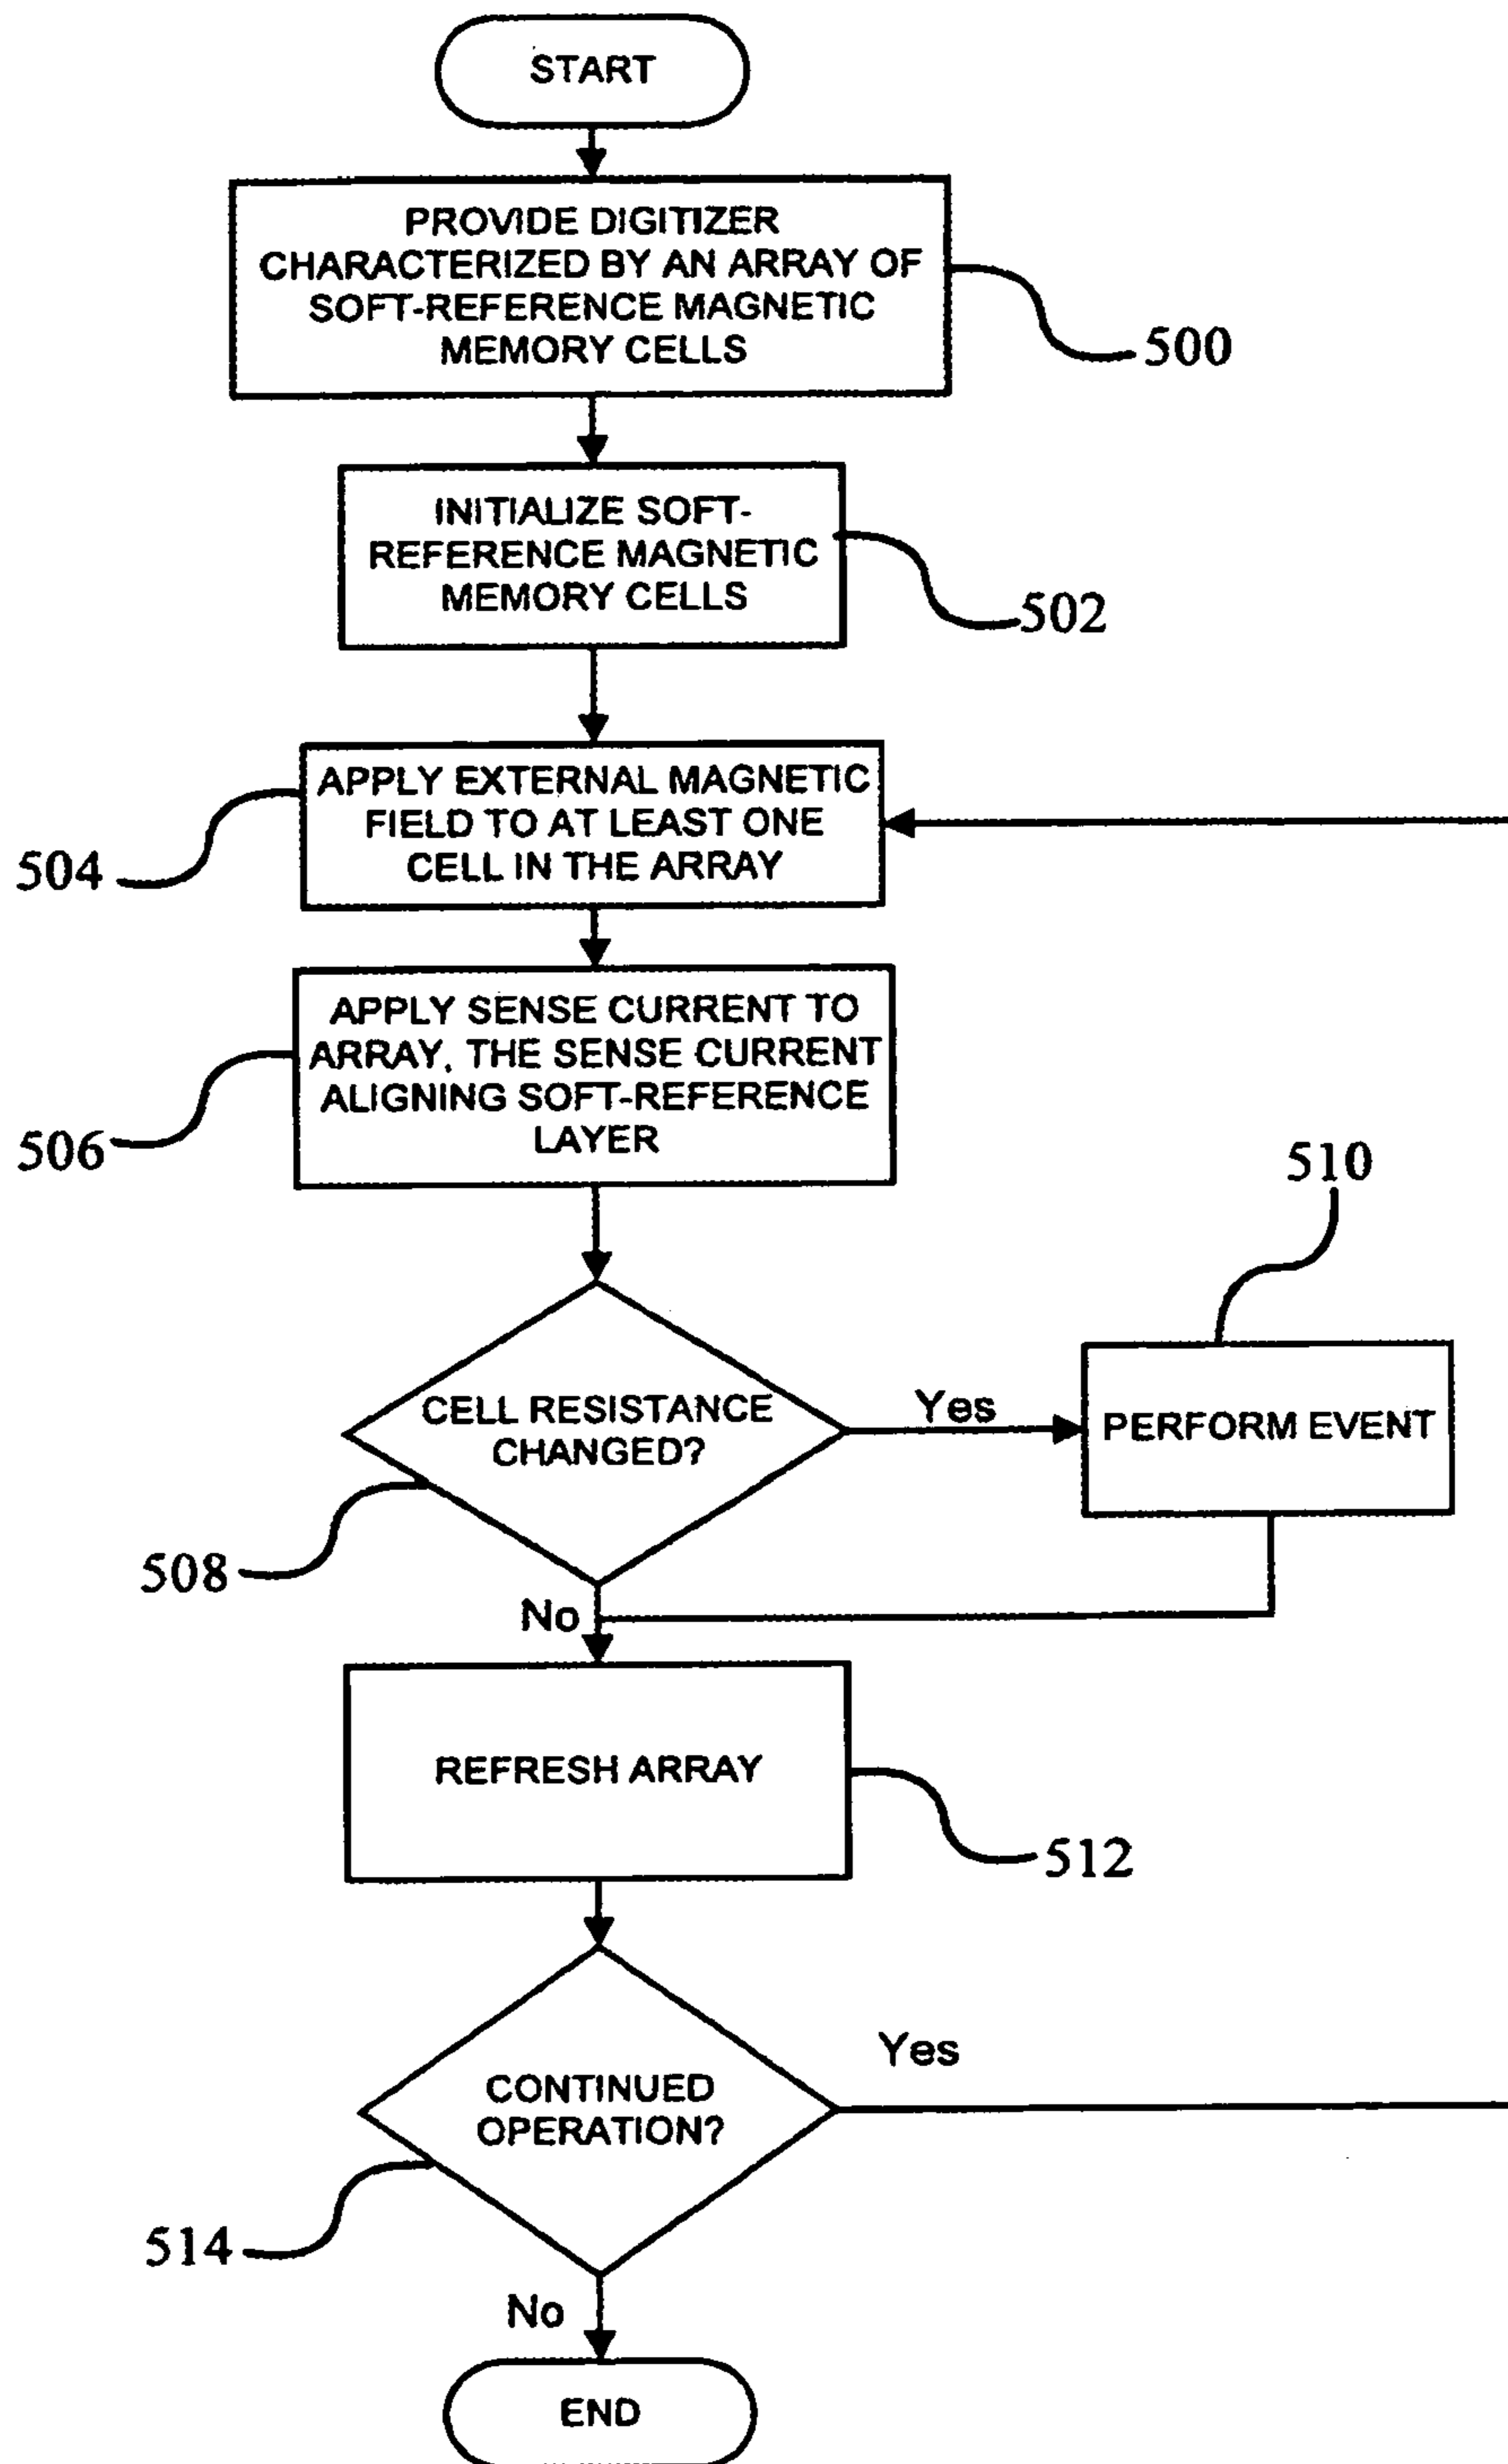 START
PROVIDE DIGITIZER
CHARACTERIZED BY AN ARRAY OF
SOFT-REFERENCE MAGNETIC
MEMORY CELLS
500
INITIALIZE SOFT-
REFERENCE MAGNETIC
MEMORY CELLS
502
APPLY EXTERNAL MAGNETIC
FIELD TO AT LEAST ONE
CELL IN THE ARRAY
504
APPLY SENSE CURRENT TO
ARRAY, THE SENSE CURRENT
ALIGNING SOFT-REFERENCE
LAYER
506
510
CELL RESISTANCE
CHANGED?
Yes
PERFORM EVENT
508
No
REFRESH ARRAY
512
Yes
CONTINUED
OPERATION?
514
No
END